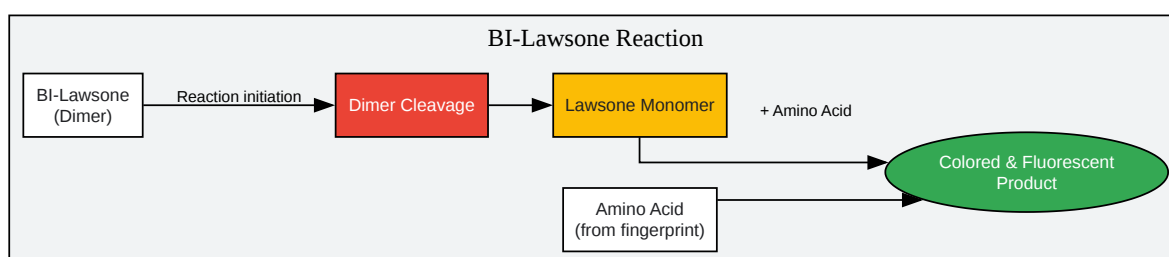 BI-Lawsone Reaction
BI-Lawsone
(Dimer)
Reaction initiation
Dimer Cleavage
Lawsone Monomer
+ Amino Acid
Colored & Fluorescent
Product
Amino Acid
(from fingerprint)